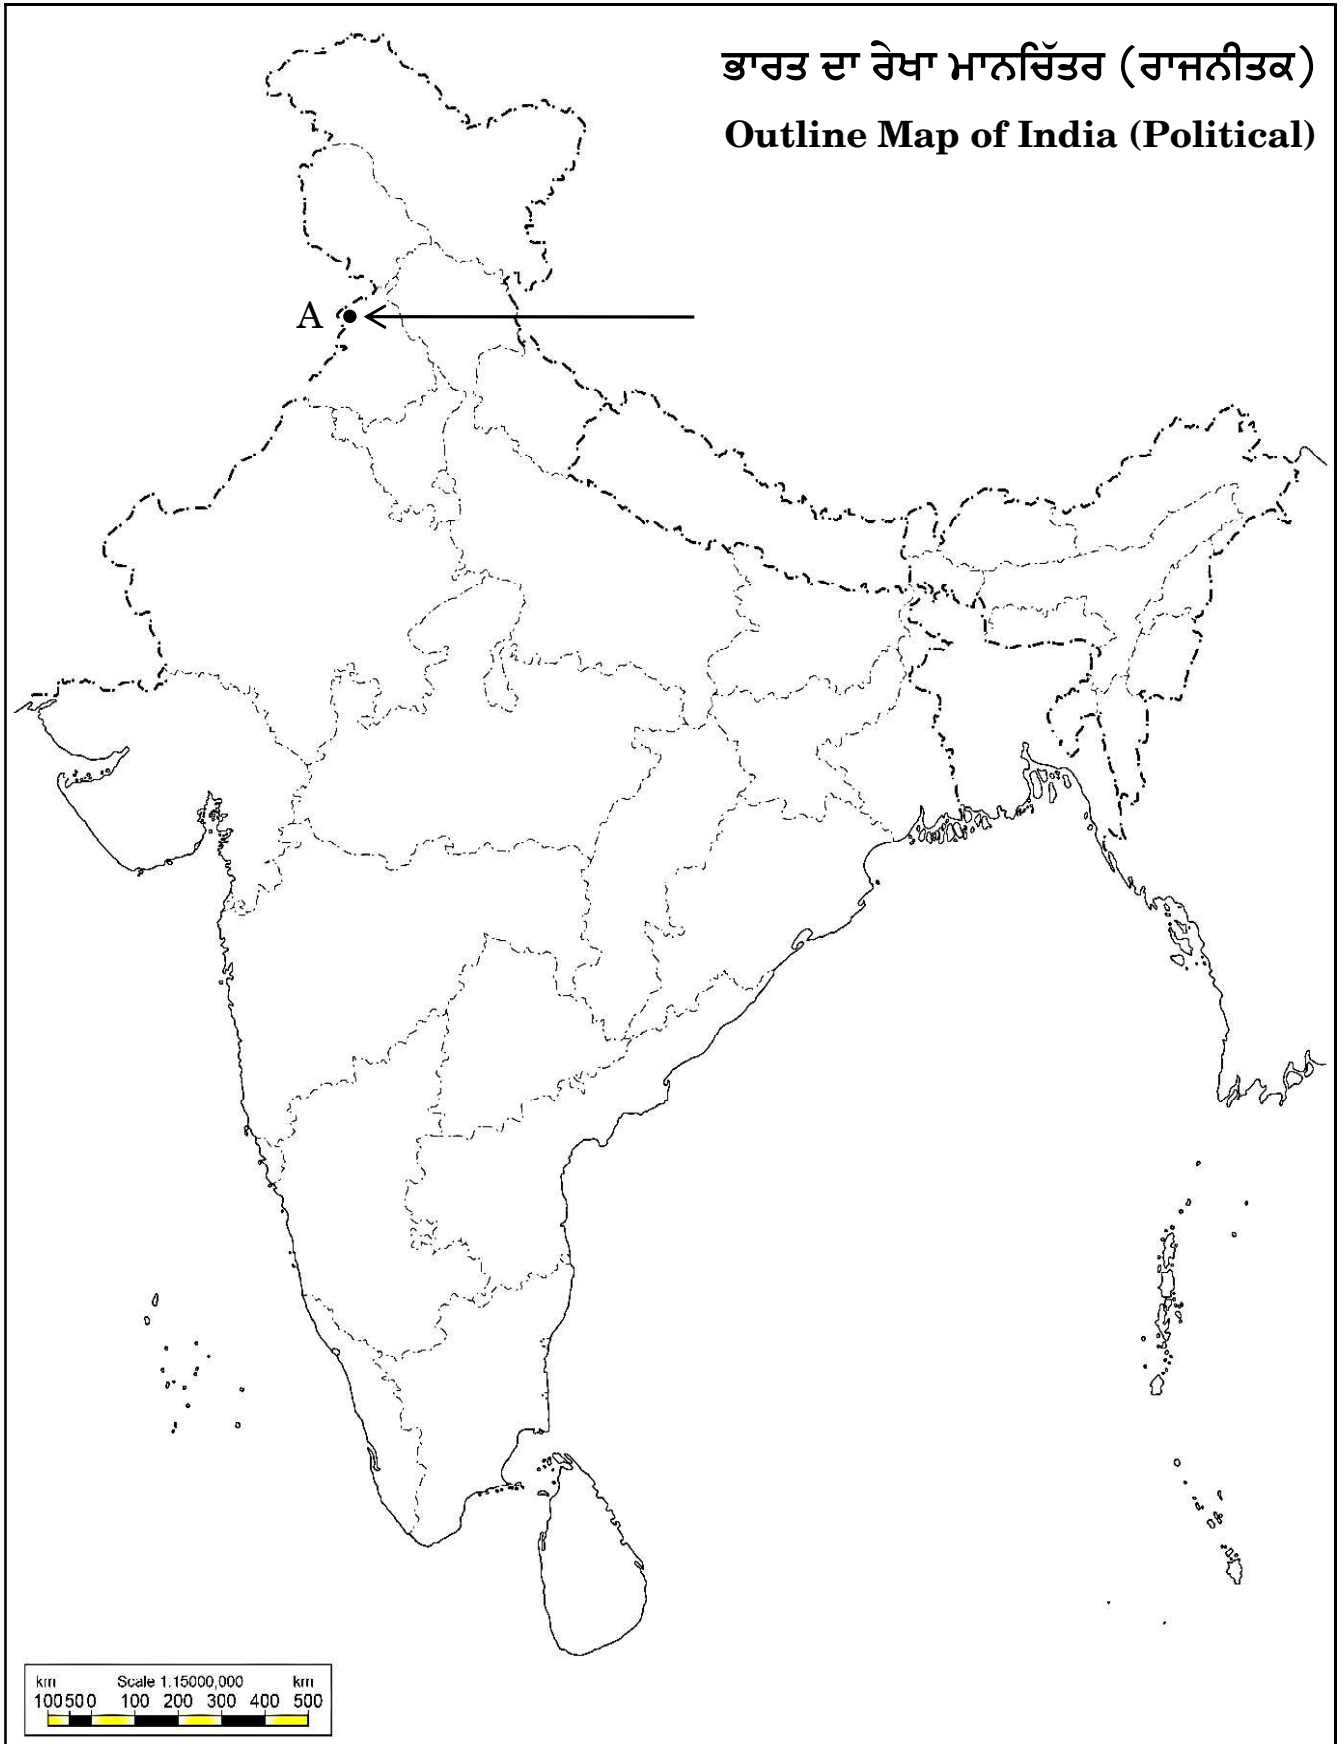 ਭਾਰਤ ਦਾ ਰੇਖਾ ਮਾਨਚਿੱਤਰ (ਰਾਜਨੀਤਕ)
Outline Map of India (Political)
A
km Scale 1:15000,000 km
100 50 0 100 200 300 400 500